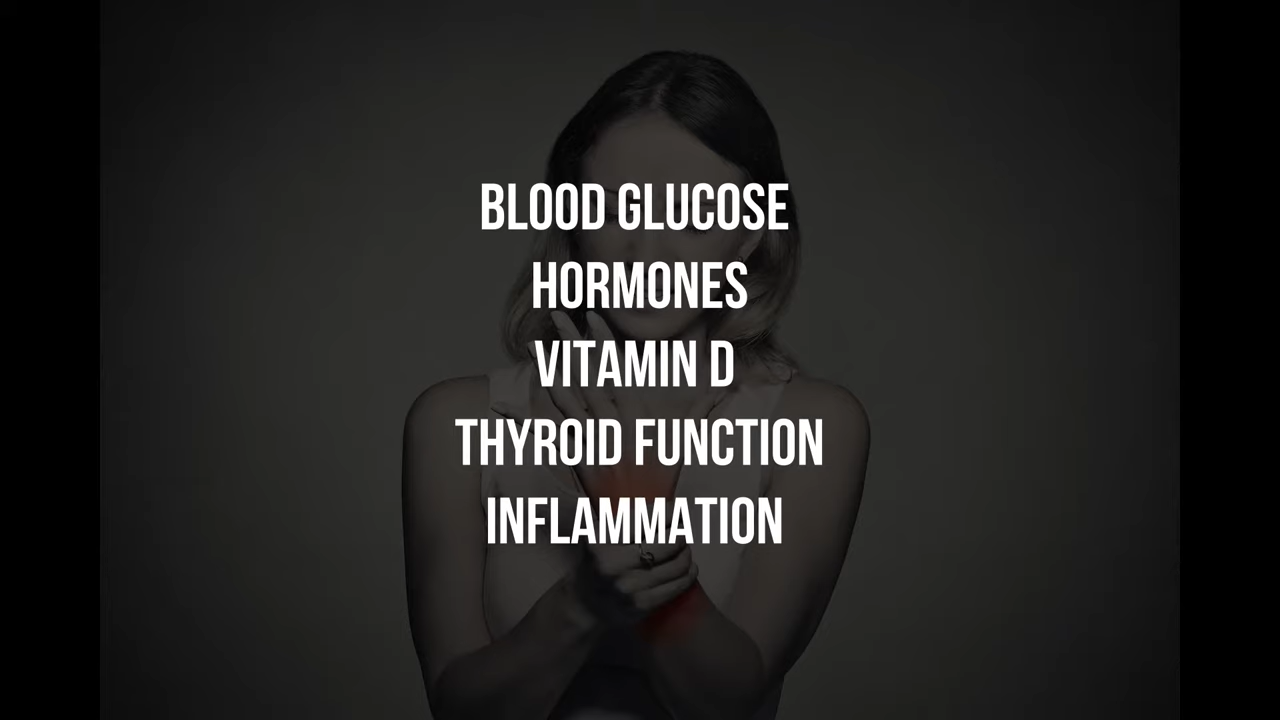 BLOOD GLUCOSE
HORMONES
VITAMIN D
THYROID FUNCTION
INFLAMMATION